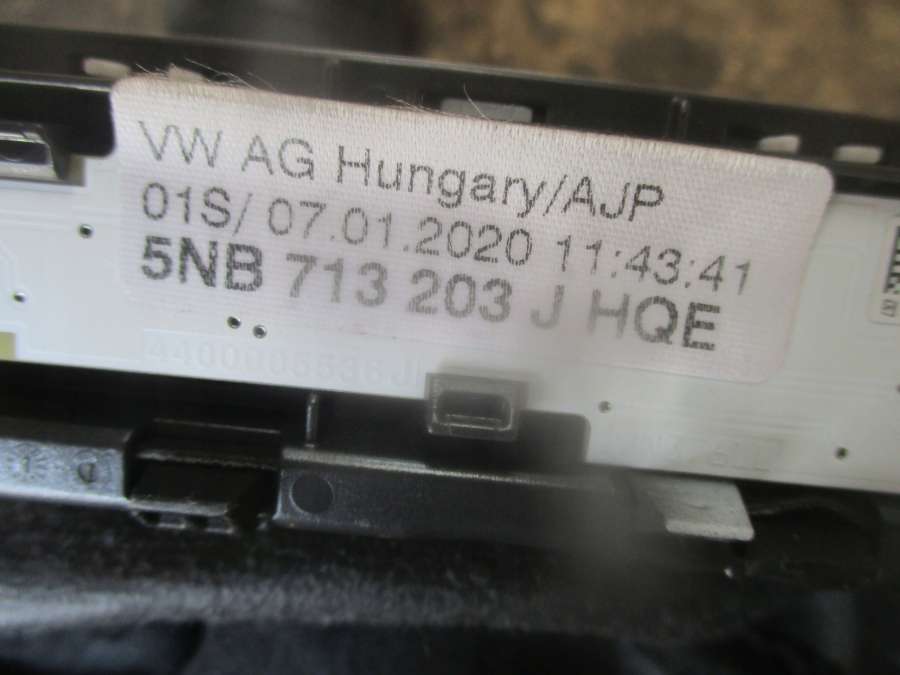 VW AG Hungary/AJP
01S/ 07.01.2020 11:43:41
5NB 713 203 J HQE